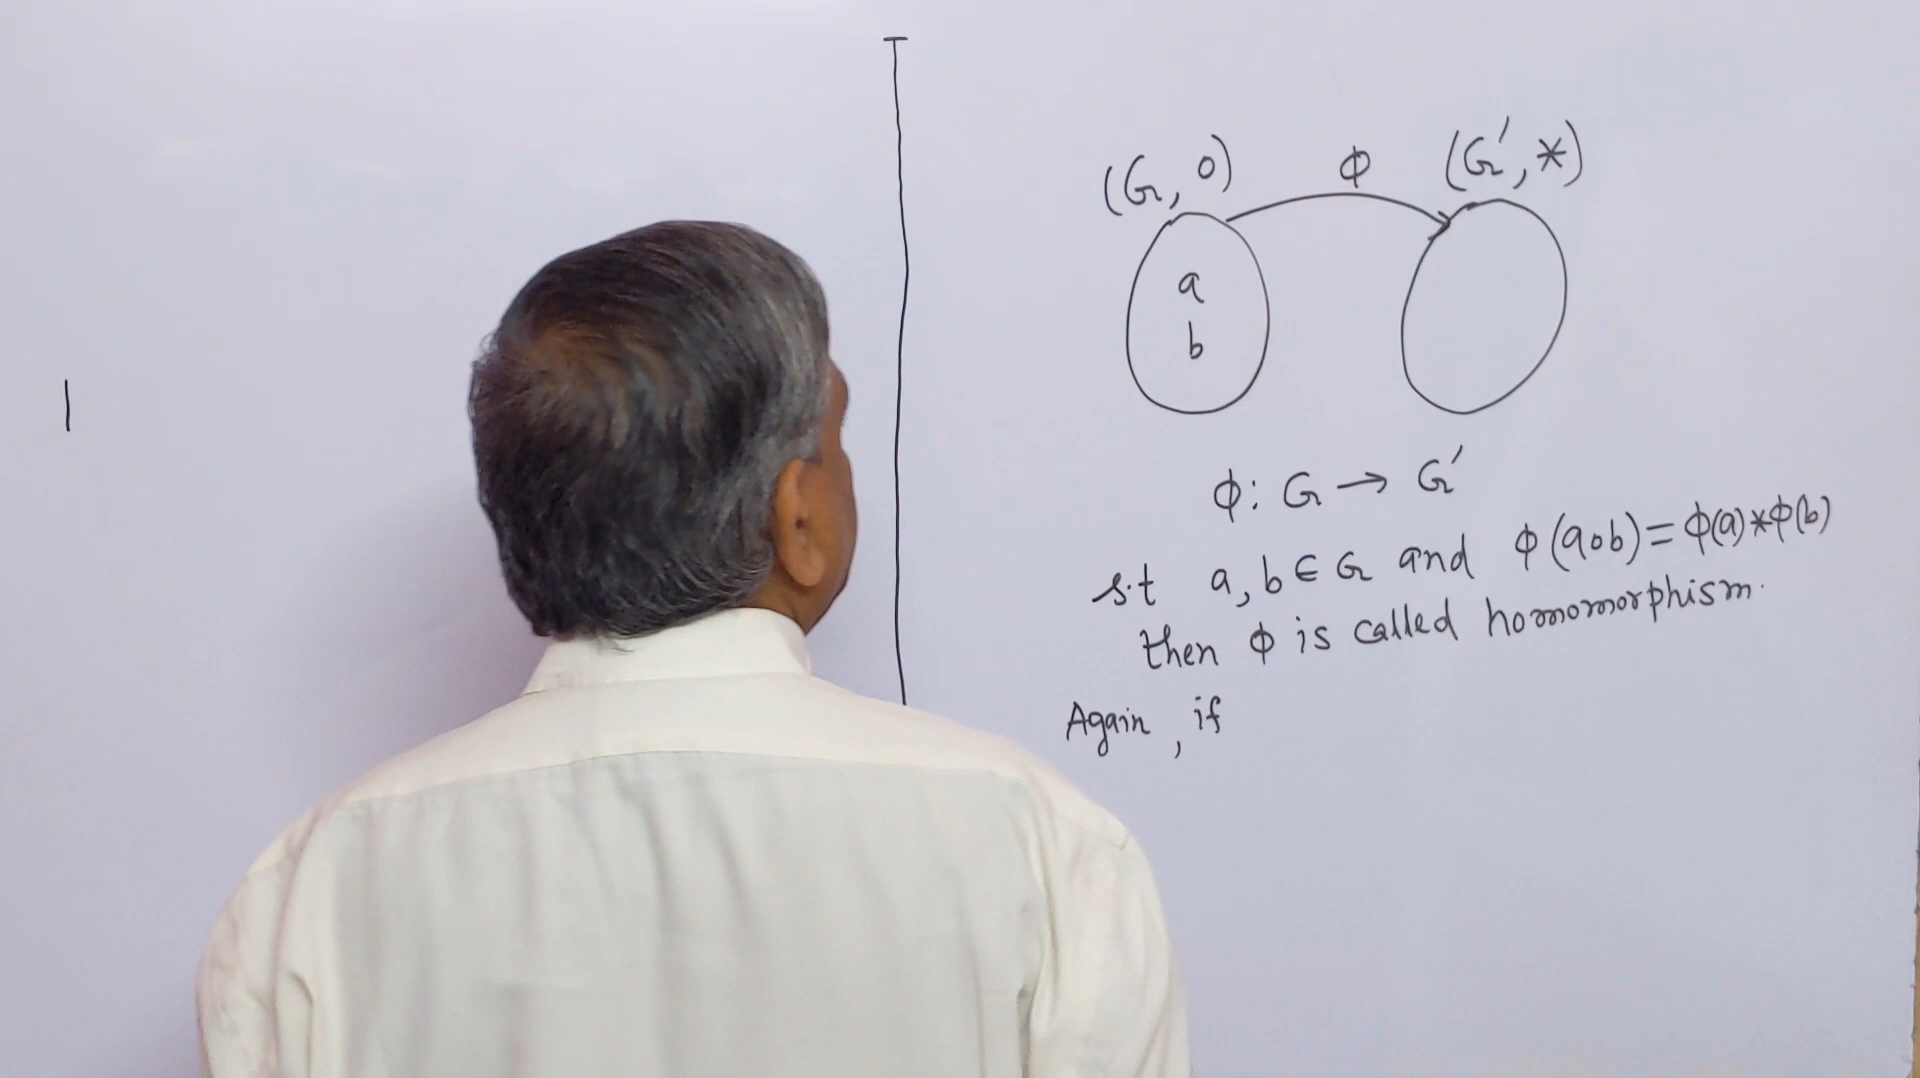 (G, o) ϕ (G', *)
a
b
ϕ: G → G'
s.t a, b ∈ G and ϕ(aob) = ϕ(a)*ϕ(b)
then ϕ is called homomorphism.
Again, if